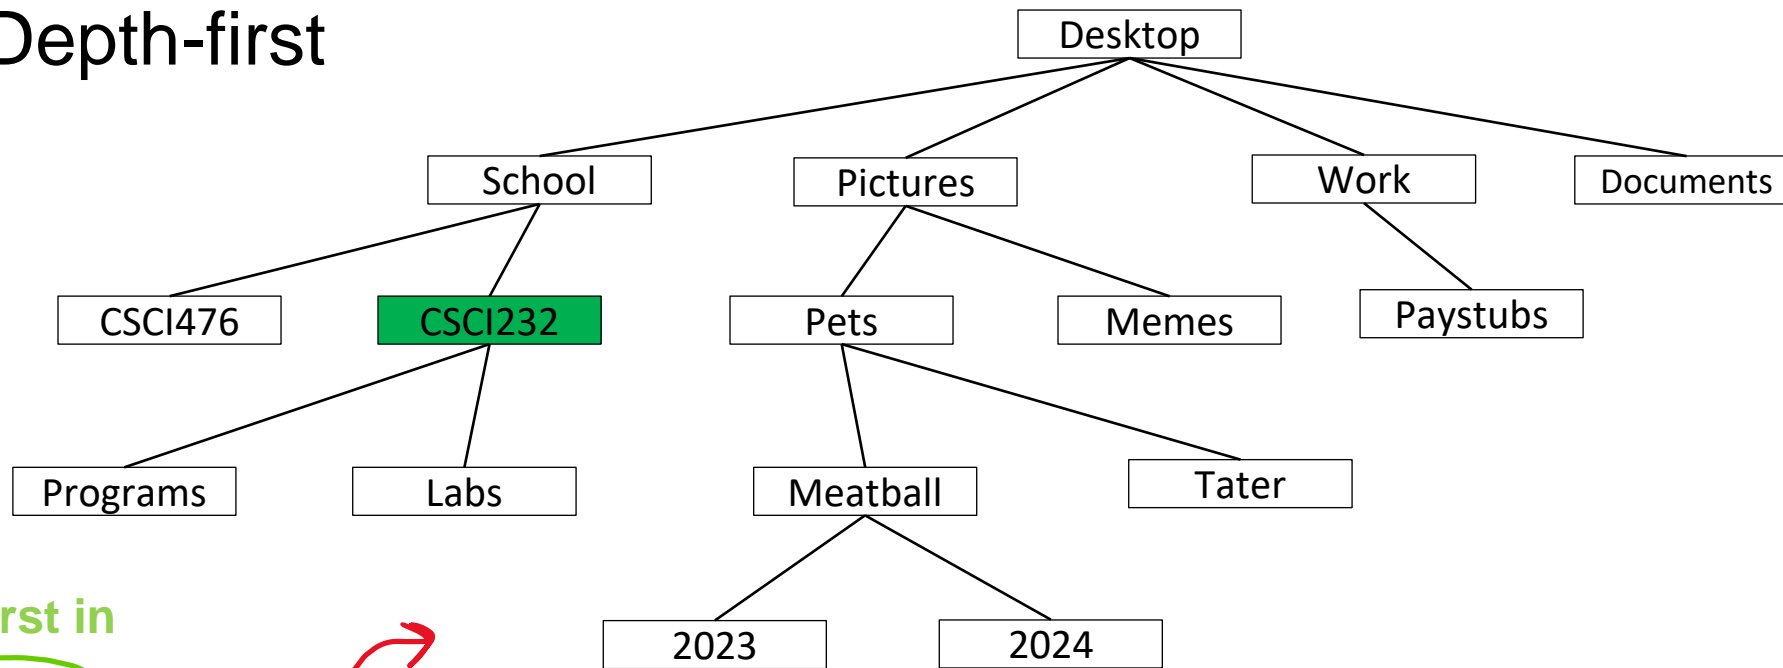 Depth-first
Desktop
School
Pictures
Work
Documents
CSCI476
CSCI232
Pets
Memes
Paystubs
Programs
Labs
Meatball
Tater
rst in
2023
2024